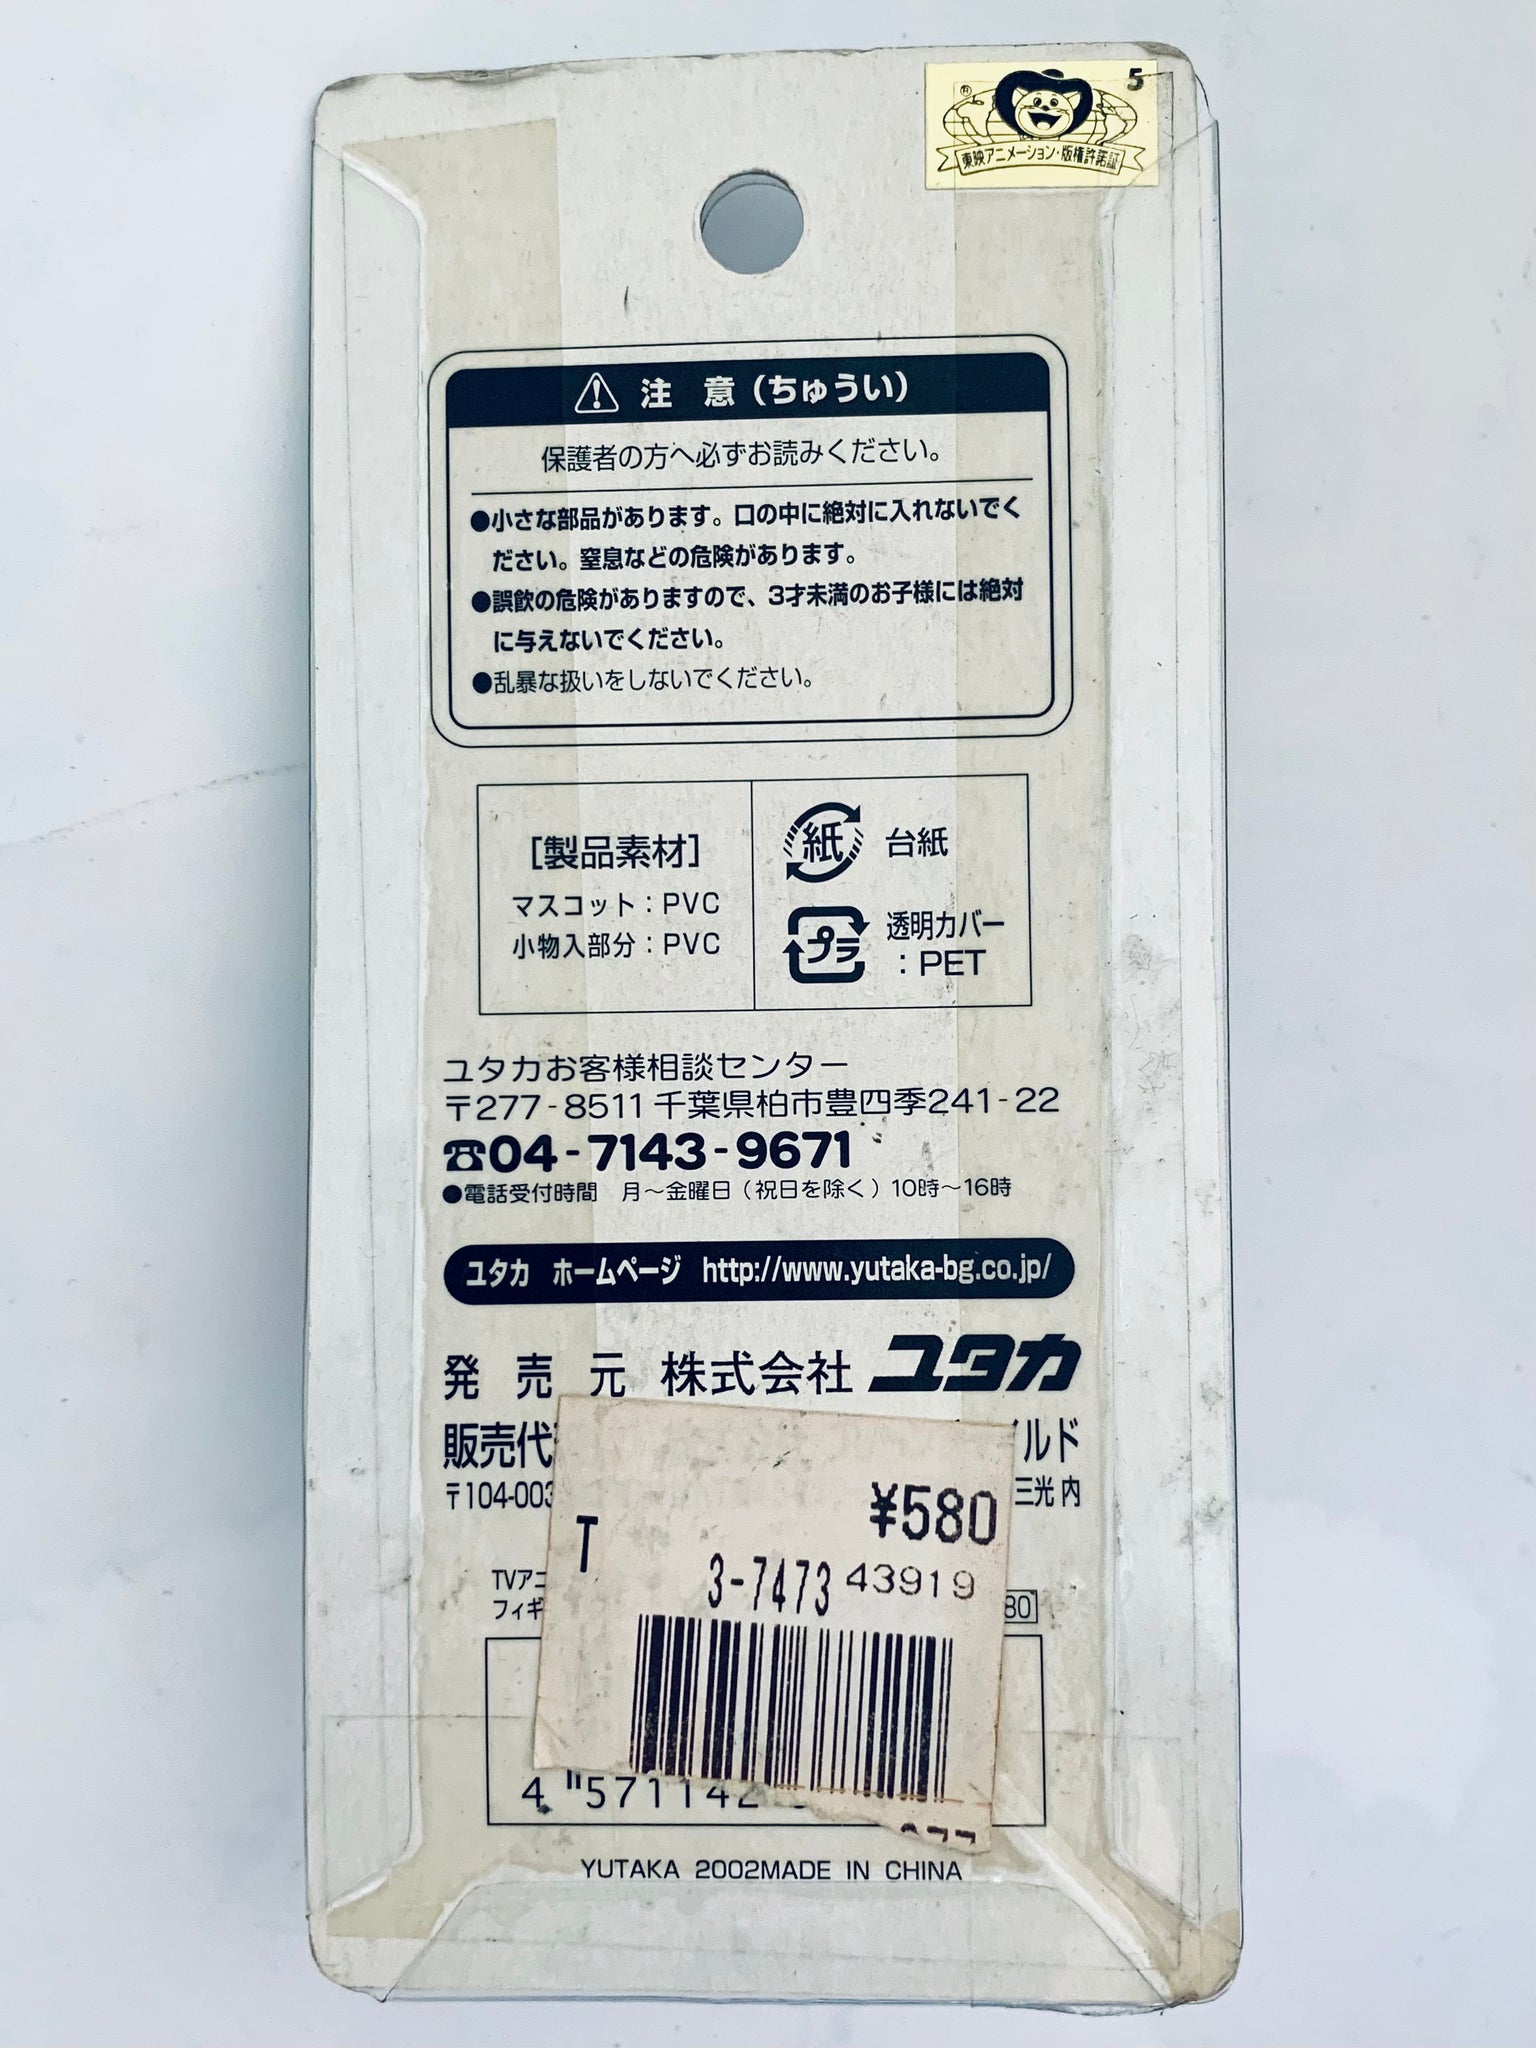 5
®
東映アニメーション・版権許諾証
注 意（ちゅうい）
保護者の方へ必ずお読みください。
●小さな部品があります。口の中に絶対に入れないでく
ださい。窒息などの危険があります。
●誤飲の危険がありますので、3才未満のお子様には絶対
に与えないでください。
●乱暴な扱いをしないでください。
［製品素材］
マスコット：PVC
小物入部分：PVC
紙 台紙
プラ 透明カバー
：PET
ユタカお客様相談センター
〒277-8511 千葉県柏市豊四季241-22
☎04-7143-9671
●電話受付時間 月〜金曜日（祝日を除く）10時〜16時
ユタカ ホームページ http://www.yutaka-bg.co.jp/
発 売 元 株式会社 ユタカ
販売代 ルド
〒104-003 三光内
¥580
T
3-7473 43919
TVアニ
フィギ 80
4 571142
YUTAKA 2002MADE IN CHINA